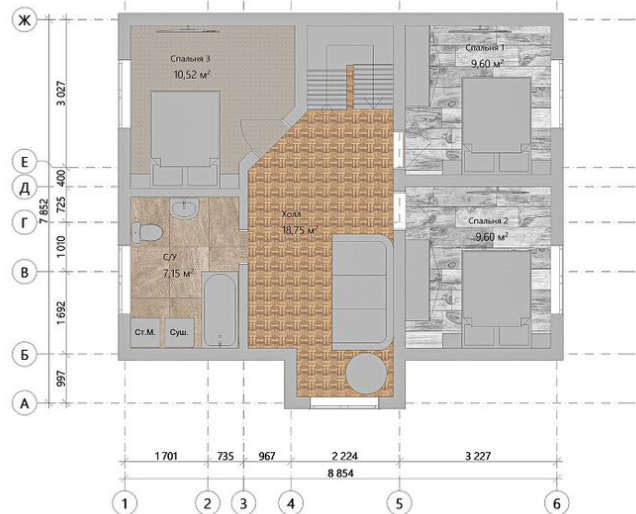 Ж
Е
Д
Г
В
Б
А
3 027
400
725
1 010
1 692
997
7 852
Спальня 3
10,52 м²
Спальня 1
9,60 м²
Холл
18,75 м²
Спальня 2
9,60 м²
С/У
7,15 м²
Ст.М.
Суш.
1 701
735
967
2 224
3 227
8 854
1
2
3
4
5
6